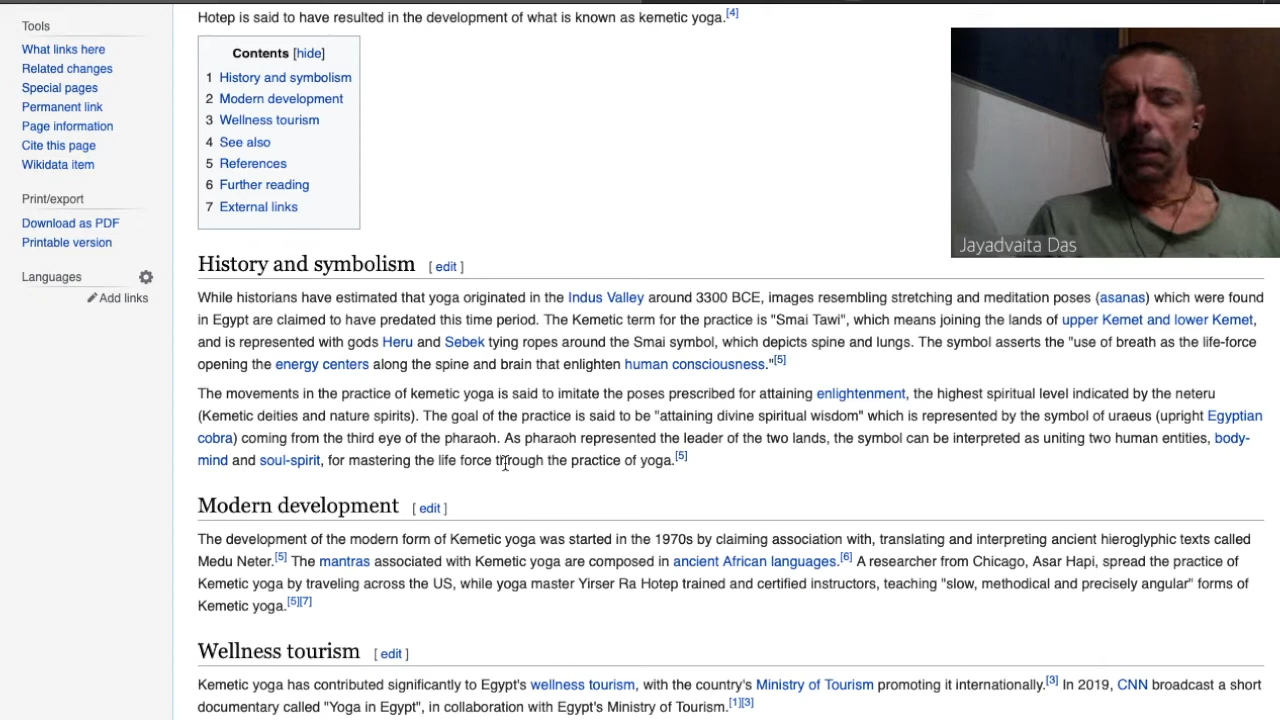 Hotep is said to have resulted in the development of what is known as kemetic yoga.[4]
Tools
What links here
Related changes
Special pages
Permanent link
Page information
Cite this page
Wikidata item
Print/export
Download as PDF
Printable version
Languages
Add links
Contents [hide]
1 History and symbolism
2 Modern development
3 Wellness tourism
4 See also
5 References
6 Further reading
7 External links
Jayadvaita Das
History and symbolism [ edit ]
While historians have estimated that yoga originated in the Indus Valley around 3300 BCE, images resembling stretching and meditation poses (asanas) which were found
in Egypt are claimed to have predated this time period. The Kemetic term for the practice is "Smai Tawi", which means joining the lands of upper Kemet and lower Kemet,
and is represented with gods Heru and Sebek tying ropes around the Smai symbol, which depicts spine and lungs. The symbol asserts the "use of breath as the life-force
opening the energy centers along the spine and brain that enlighten human consciousness."[5]
The movements in the practice of kemetic yoga is said to imitate the poses prescribed for attaining enlightenment, the highest spiritual level indicated by the neteru
(Kemetic deities and nature spirits). The goal of the practice is said to be "attaining divine spiritual wisdom" which is represented by the symbol of uraeus (upright Egyptian
cobra) coming from the third eye of the pharaoh. As pharaoh represented the leader of the two lands, the symbol can be interpreted as uniting two human entities, body-
mind and soul-spirit, for mastering the life force through the practice of yoga.[5]
Modern development [ edit ]
The development of the modern form of Kemetic yoga was started in the 1970s by claiming association with, translating and interpreting ancient hieroglyphic texts called
Medu Neter.[5] The mantras associated with Kemetic yoga are composed in ancient African languages.[6] A researcher from Chicago, Asar Hapi, spread the practice of
Kemetic yoga by traveling across the US, while yoga master Yirser Ra Hotep trained and certified instructors, teaching "slow, methodical and precisely angular" forms of
Kemetic yoga.[5][7]
Wellness tourism [ edit ]
Kemetic yoga has contributed significantly to Egypt's wellness tourism, with the country's Ministry of Tourism promoting it internationally.[3] In 2019, CNN broadcast a short
documentary called "Yoga in Egypt", in collaboration with Egypt's Ministry of Tourism.[1][3]